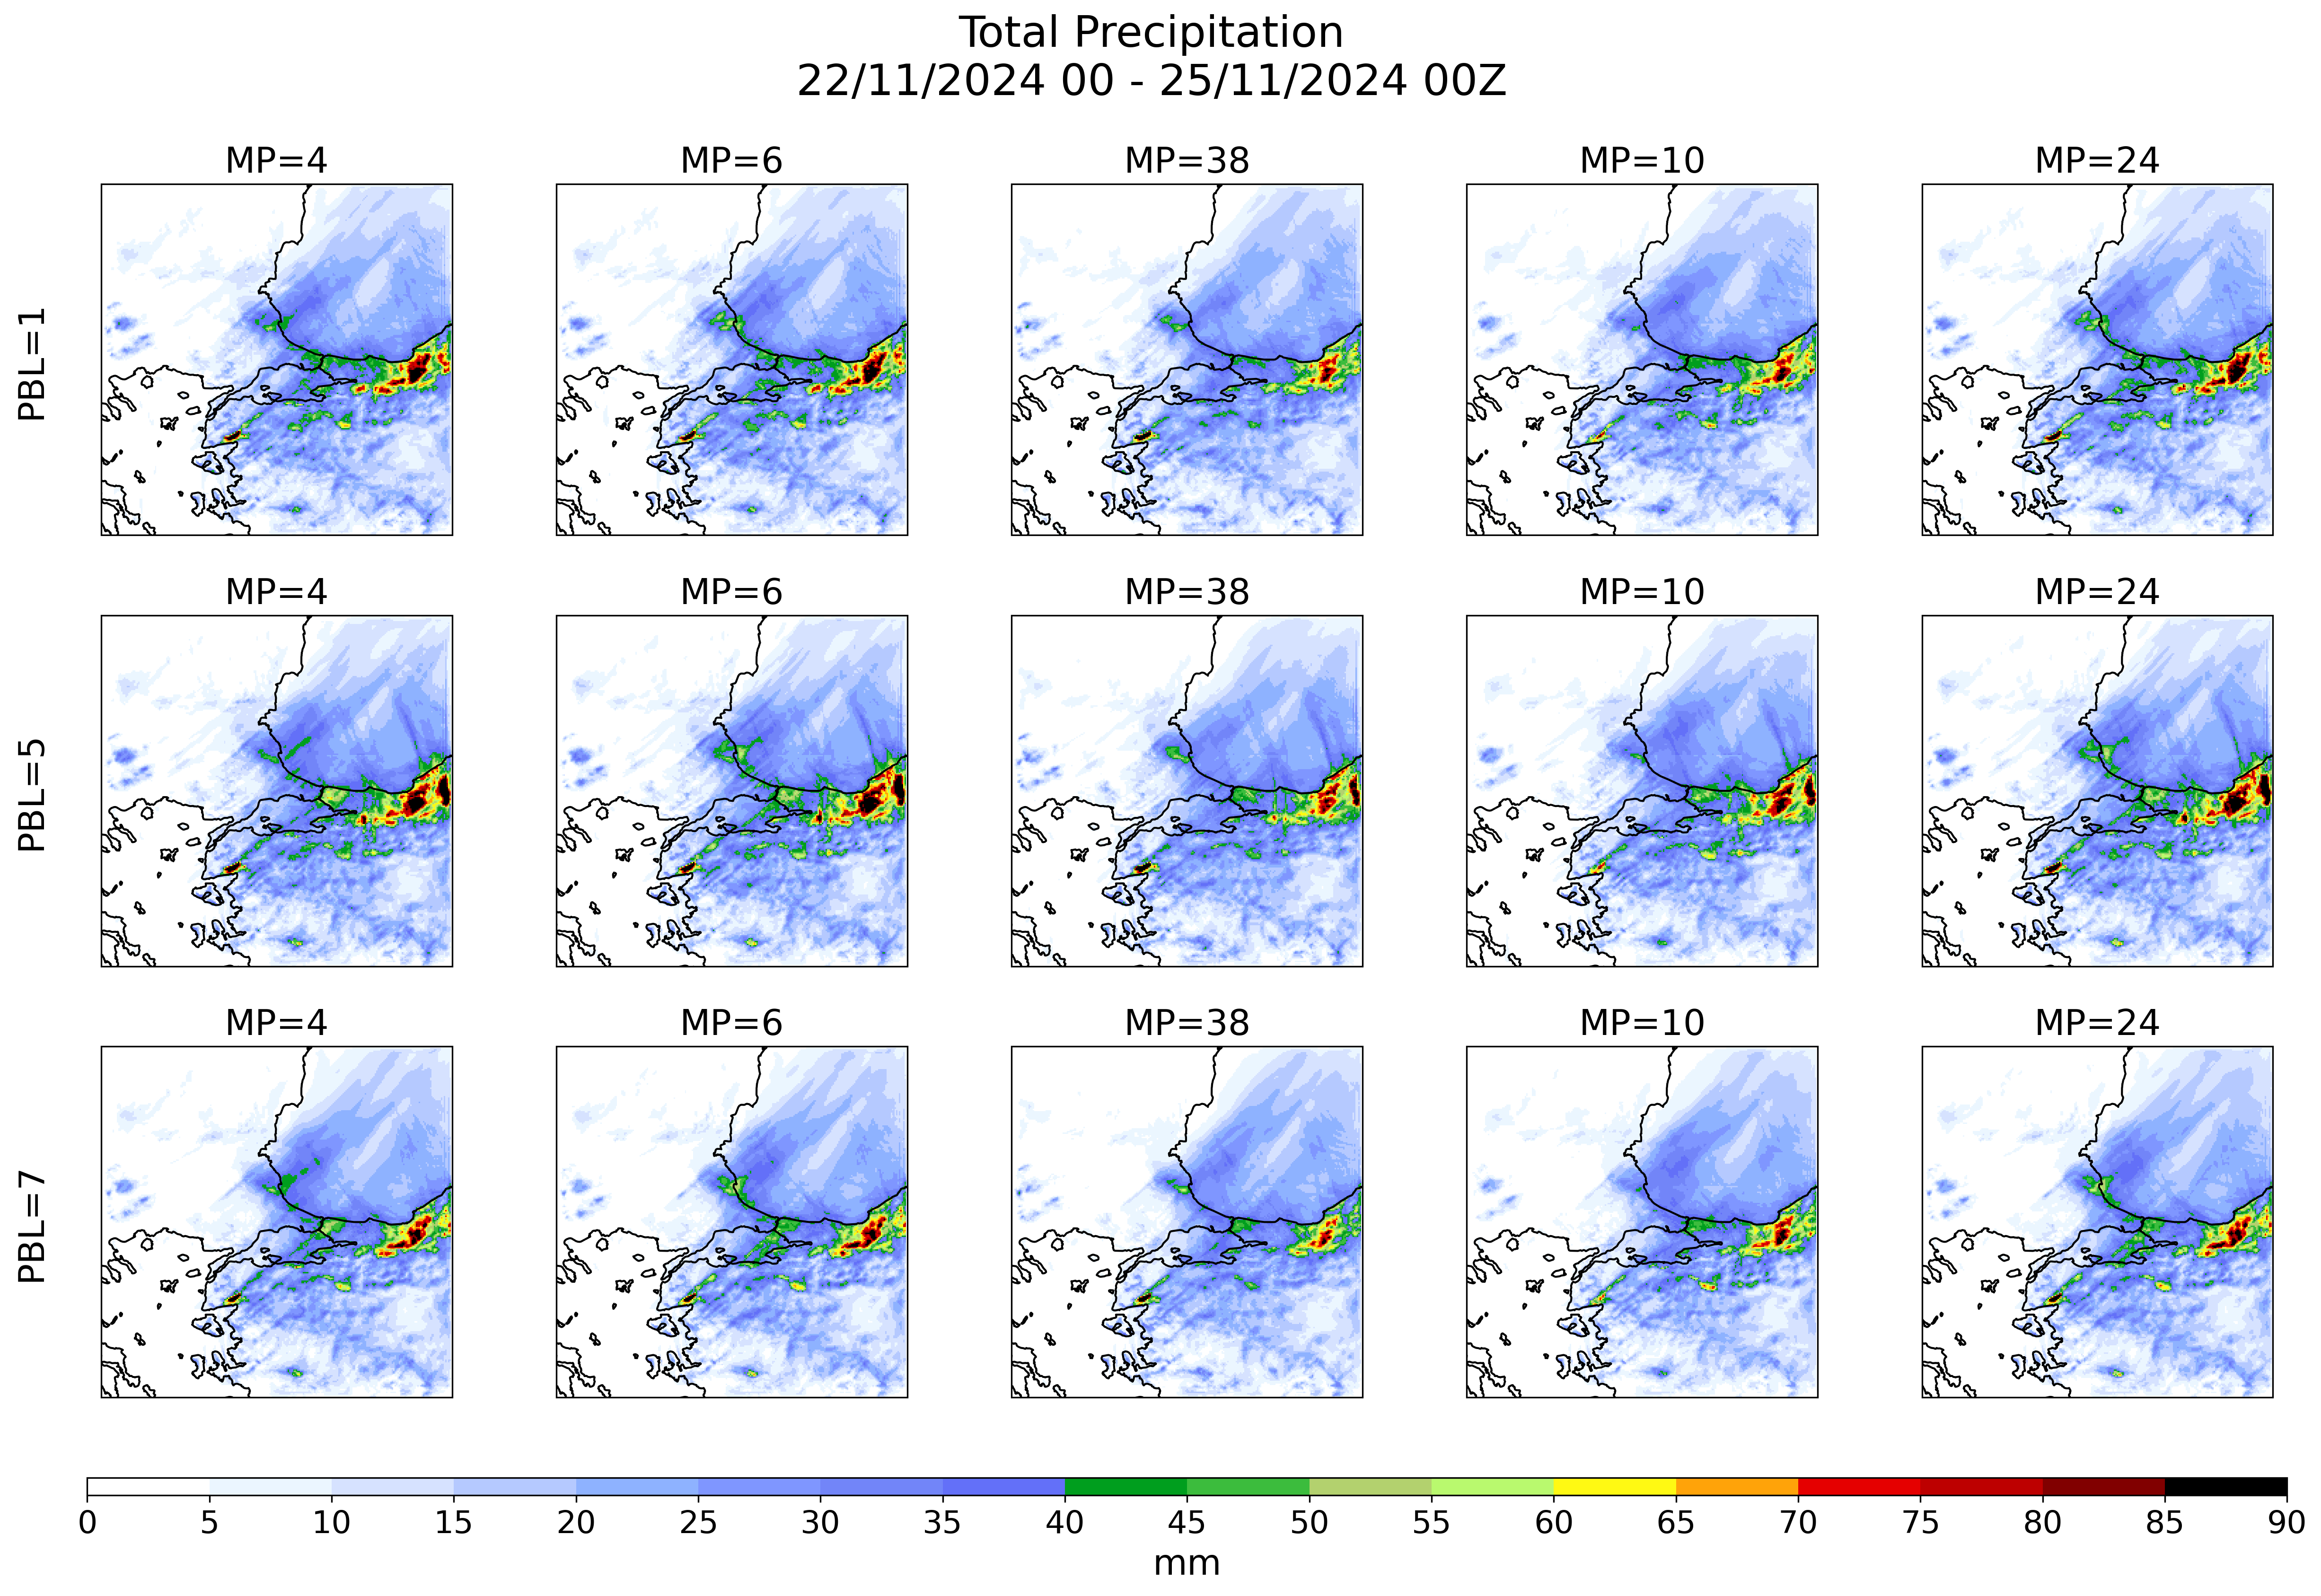 Total Precipitation
22/11/2024 00 - 25/11/2024 00Z
MP=4 MP=6 MP=38 MP=10 MP=24
PBL=1
MP=4 MP=6 MP=38 MP=10 MP=24
PBL=5
MP=4 MP=6 MP=38 MP=10 MP=24
PBL=7
0 5 10 15 20 25 30 35 40 45 50 55 60 65 70 75 80 85 90
mm